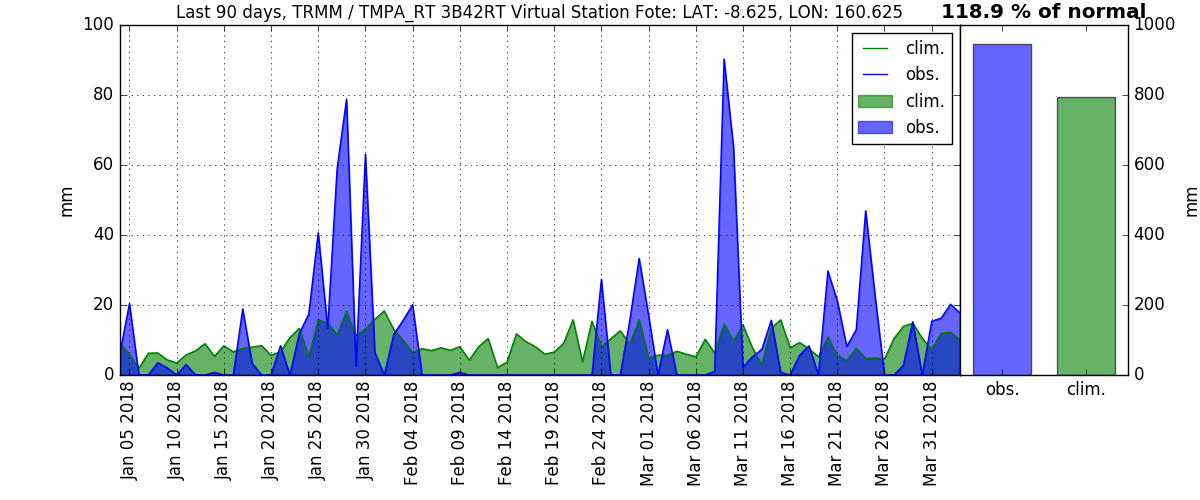 Last 90 days, TRMM / TMPA_RT 3B42RT Virtual Station Fote: LAT: -8.625, LON: 160.625
118.9 % of normal
100
80
60
40
20
0
mm
clim.
obs.
clim.
obs.
1000
800
600
400
200
0
mm
obs.
clim.
Jan 05 2018
Jan 10 2018
Jan 15 2018
Jan 20 2018
Jan 25 2018
Jan 30 2018
Feb 04 2018
Feb 09 2018
Feb 14 2018
Feb 19 2018
Feb 24 2018
Mar 01 2018
Mar 06 2018
Mar 11 2018
Mar 16 2018
Mar 21 2018
Mar 26 2018
Mar 31 2018